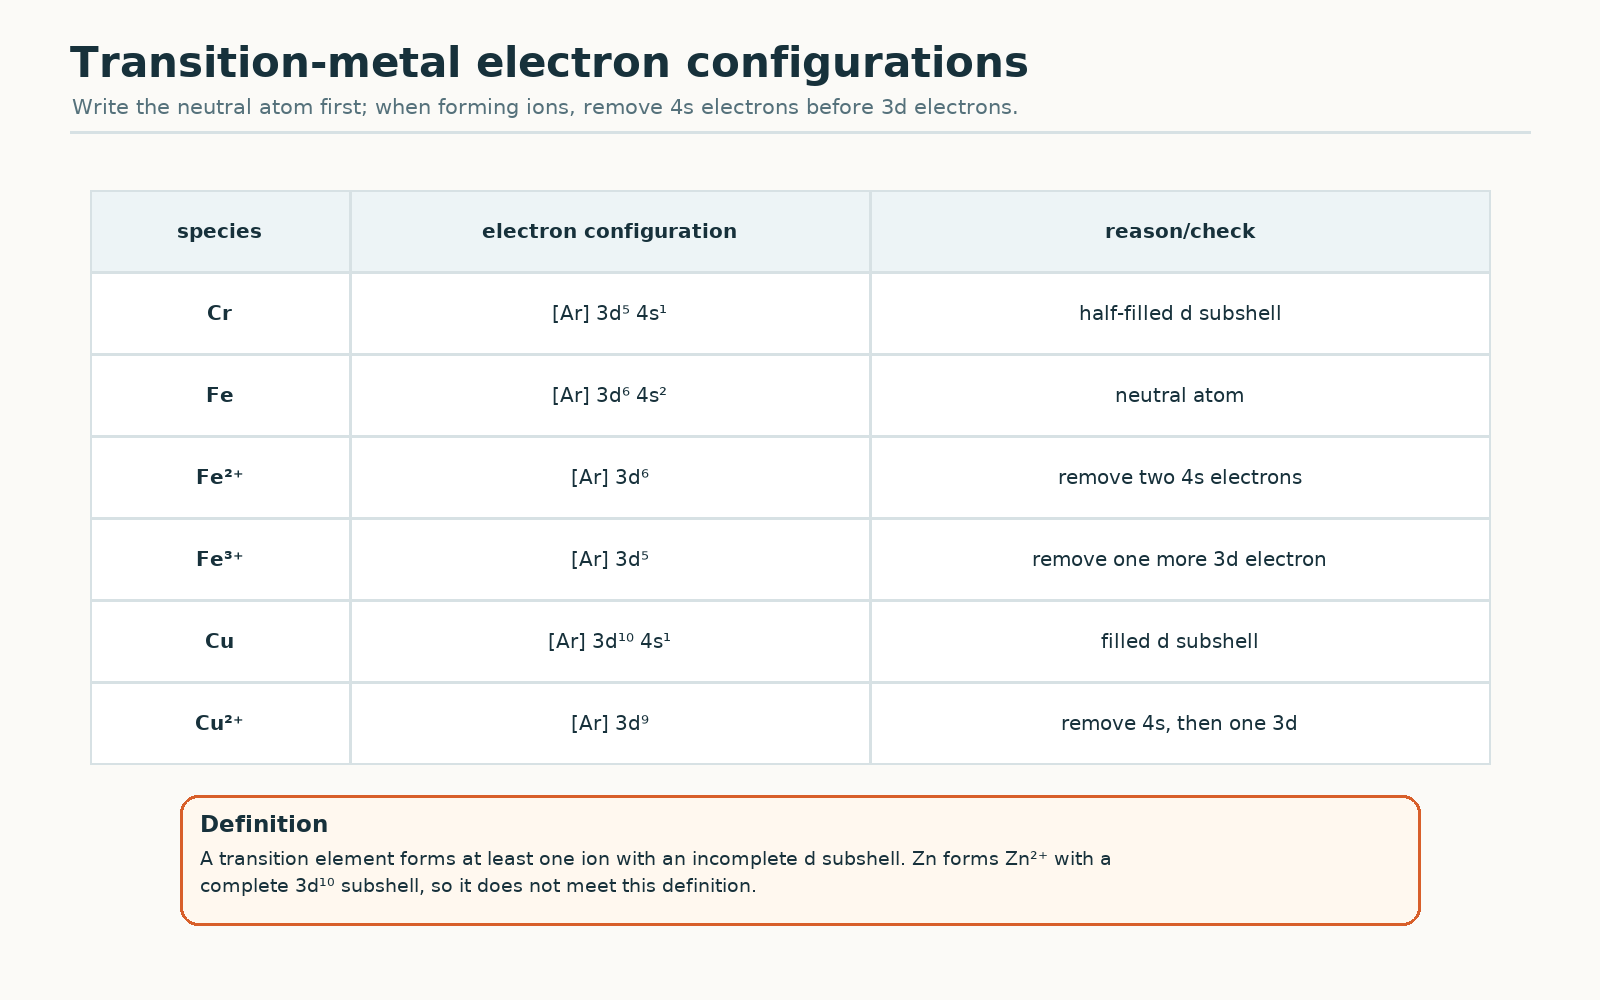 Transition-metal electron configurations
Write the neutral atom first; when forming ions, remove 4s electrons before 3d electrons.
species electron configuration reason/check
Cr [Ar] 3d⁵ 4s¹ half-filled d subshell
Fe [Ar] 3d⁶ 4s² neutral atom
Fe²⁺ [Ar] 3d⁶ remove two 4s electrons
Fe³⁺ [Ar] 3d⁵ remove one more 3d electron
Cu [Ar] 3d¹⁰ 4s¹ filled d subshell
Cu²⁺ [Ar] 3d⁹ remove 4s, then one 3d
Definition
A transition element forms at least one ion with an incomplete d subshell. Zn forms Zn²⁺ with a
complete 3d¹⁰ subshell, so it does not meet this definition.